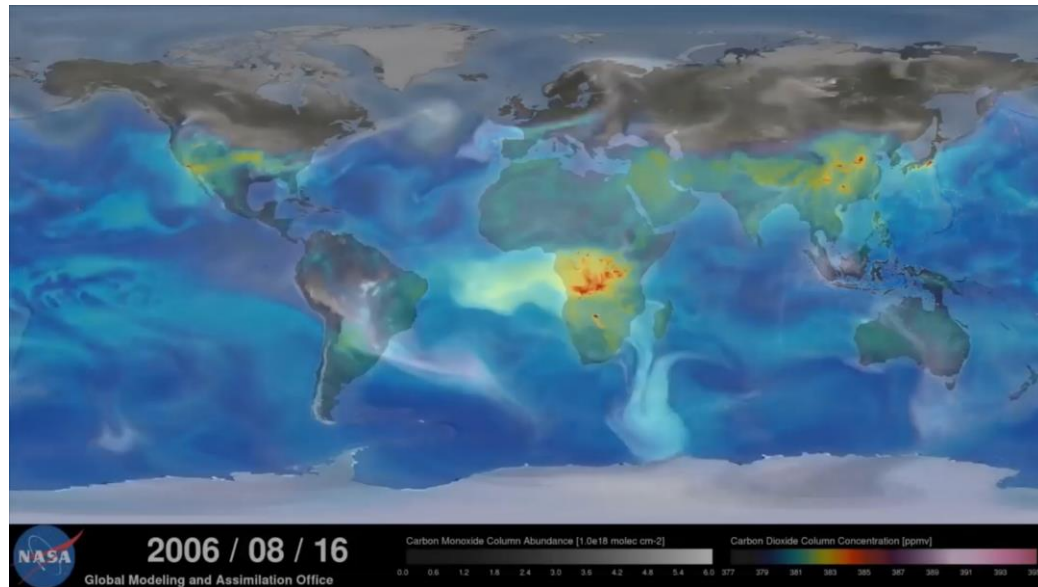 NASA
2006 / 08 / 16
Global Modeling and Assimilation Office
Carbon Monoxide Column Abundance [1.0e18 molec cm-2]
0.0 0.6 1.2 1.8 2.4 3.0 3.6 4.2 4.8 5.4 6.0
Carbon Dioxide Column Concentration [ppmv]
377 379 381 383 385 387 389 391 393 395